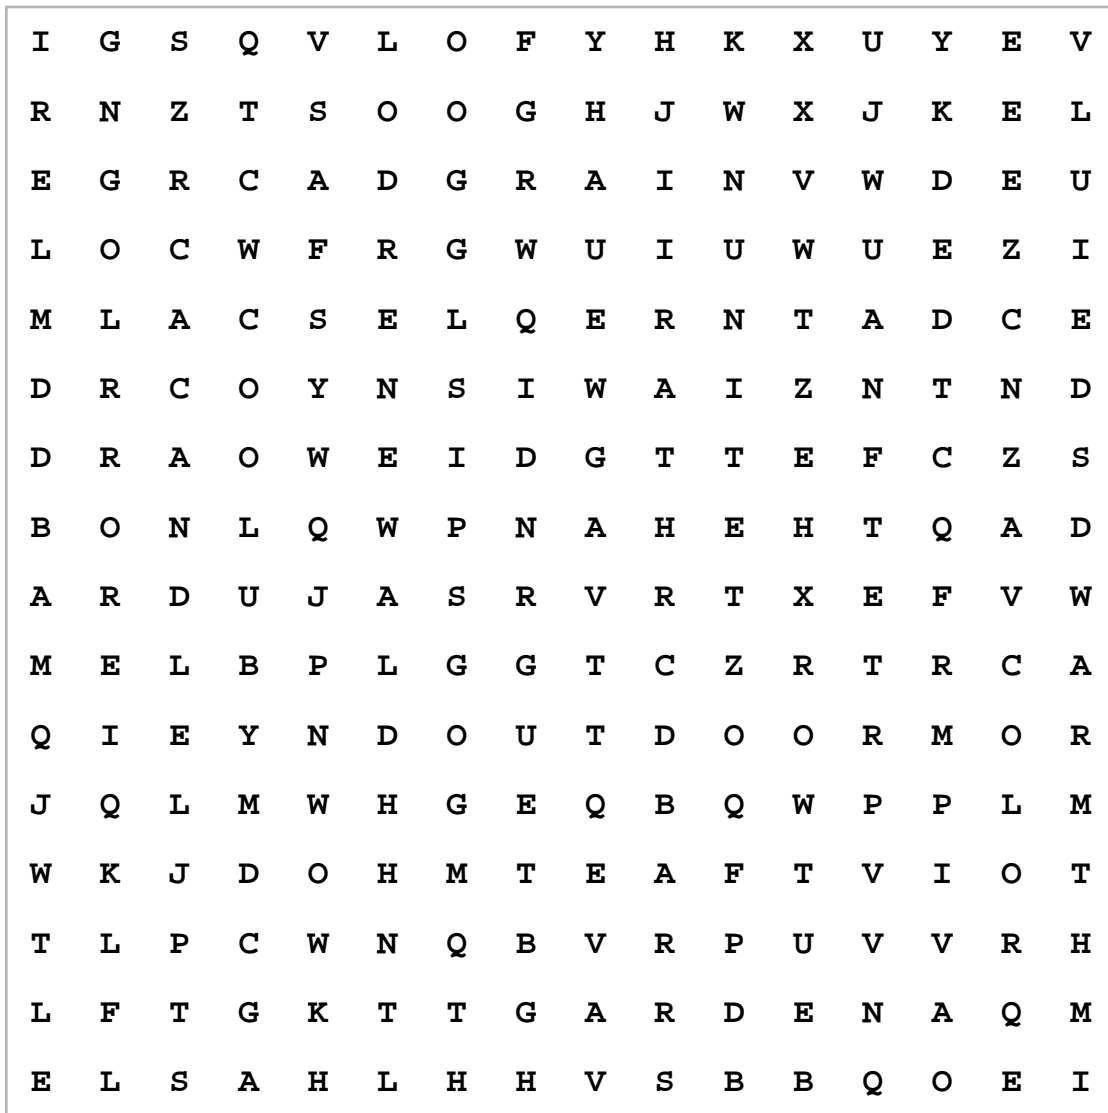 I G S Q V L O F Y H K X U Y E V
R N Z T S O O G H J W X J K E L
E G R C A D G R A I N V W D E U
L O C W F R G W U I U W U E Z I
M L A C S E L Q E R N T A D C E
D R C O Y N S I W A I Z N T N D
D R A O W E I D G T T E F C Z S
B O N L Q W P N A H E H T Q A D
A R D U J A S R V R T X E F V W
M E L B P L G G T C Z R T R C A
Q I E Y N D O U T D O O R M O R
J Q L M W H G E Q B Q W P P L M
W K J D O H M T E A F T V I O T
T L P C W N Q B V R P U V V R H
L F T G K T T G A R D E N A Q M
E L S A H L H H V S B B Q O E I